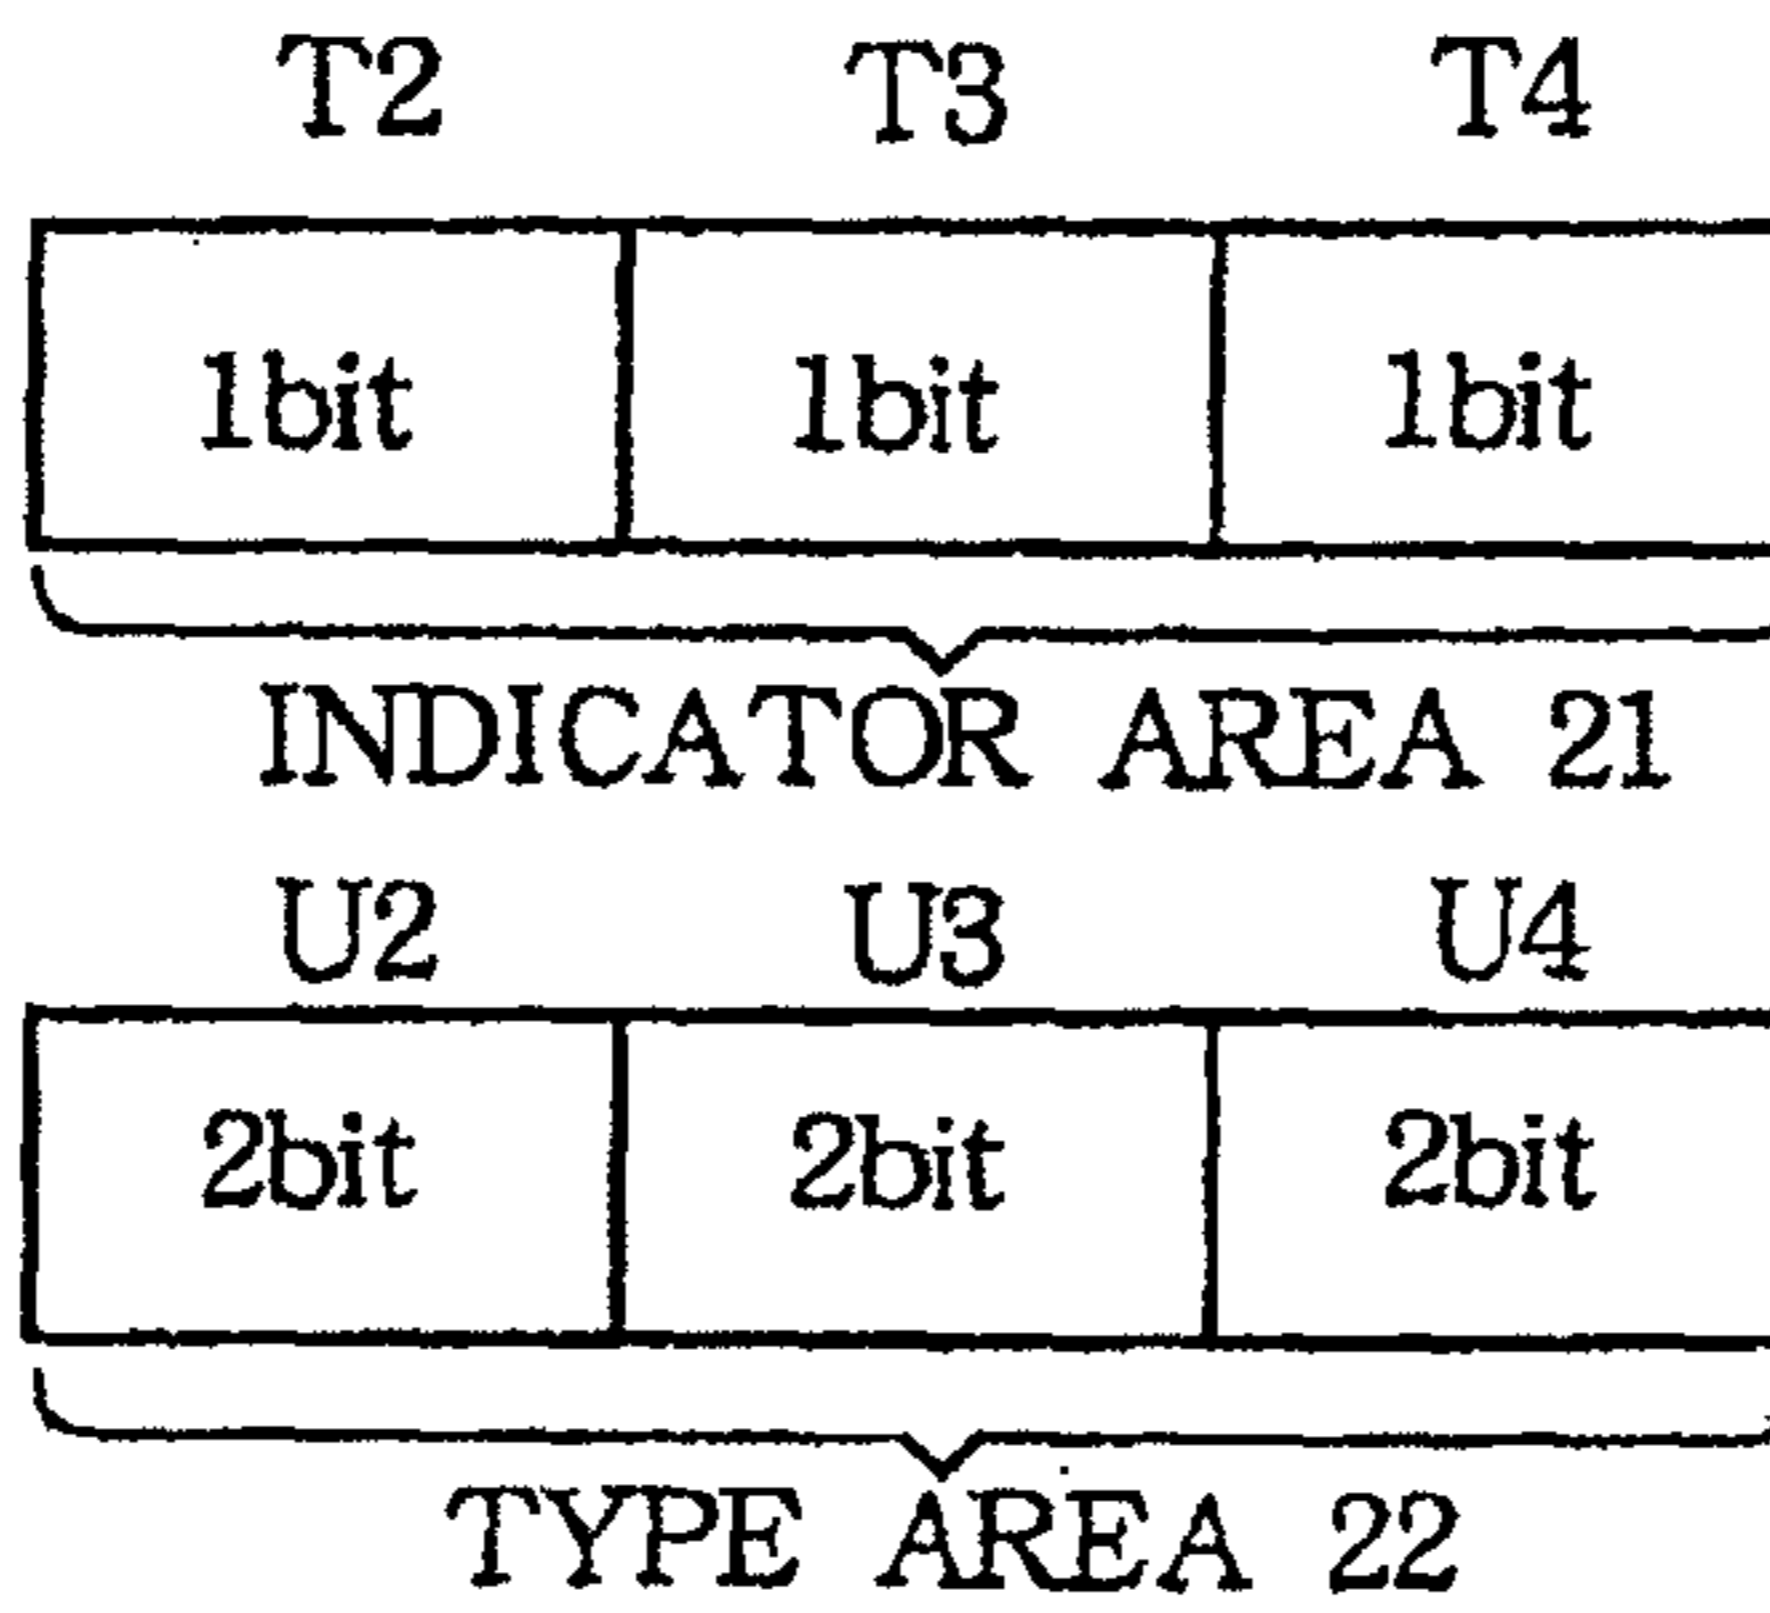 T2 T3 T4
1bit 1bit 1bit
INDICATOR AREA 21
U2 U3 U4
2bit 2bit 2bit
TYPE AREA 22